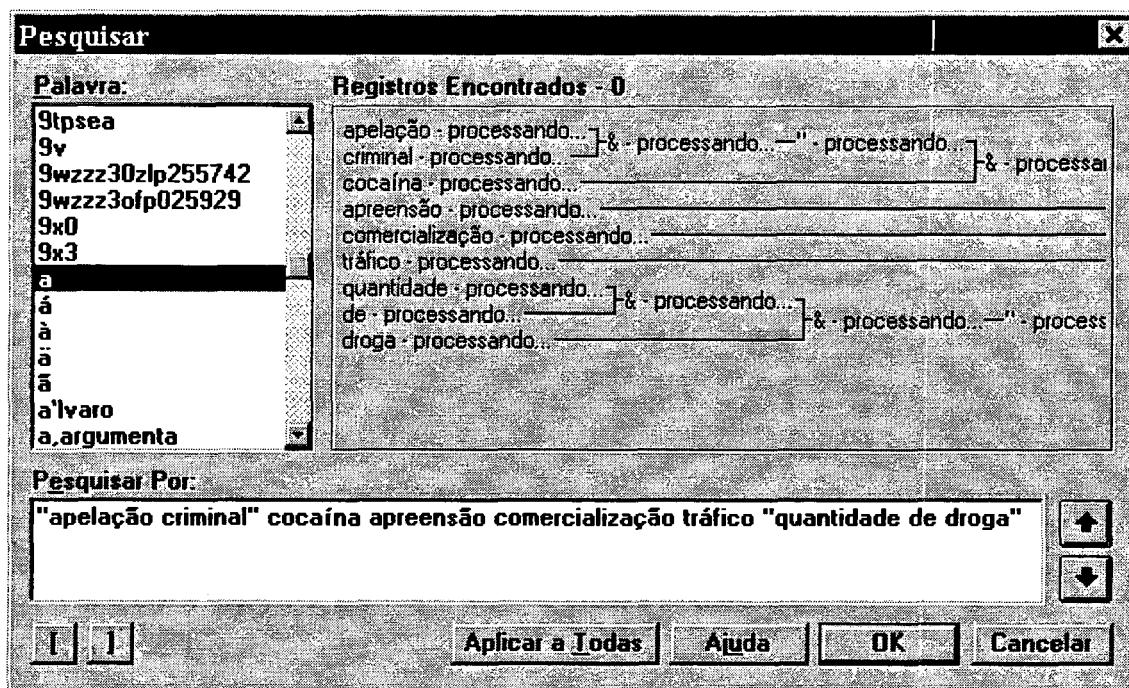 Pesquisar
Palavra:
9tpsea
9v
9wzzz30zlp255742
9wzzz3ofp025929
9x0
9x3
a
á
à
ä
ã
a'lvaro
a,argumenta
Registros Encontrados - 0
apelação - processando... & - processando... " - processando... & - processai
criminal - processando...
cocaína - processando...
apreensão - processando...
comercialização - processando...
tráfico - processando...
quantidade - processando... & - processando... & - processando... " - process
de - processando...
droga - processando...
Pesquisar Por:
"apelação criminal" cocaína apreensão comercialização tráfico "quantidade de droga"
[ ] Aplicar a Todas Ajuda OK Cancelar